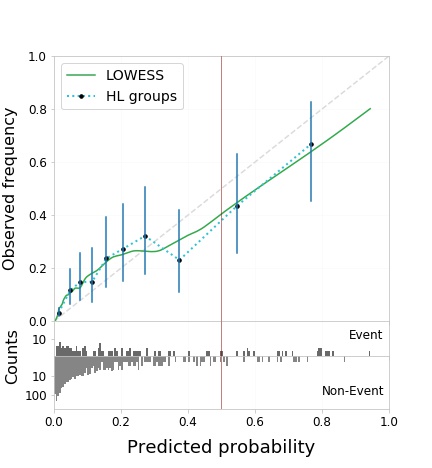 1.0
LOWESS
HL groups
0.8
0.6
0.4
0.2
0.0
Observed frequency
10
Event
10
100
Non-Event
Counts
0.0 0.2 0.4 0.6 0.8 1.0
Predicted probability